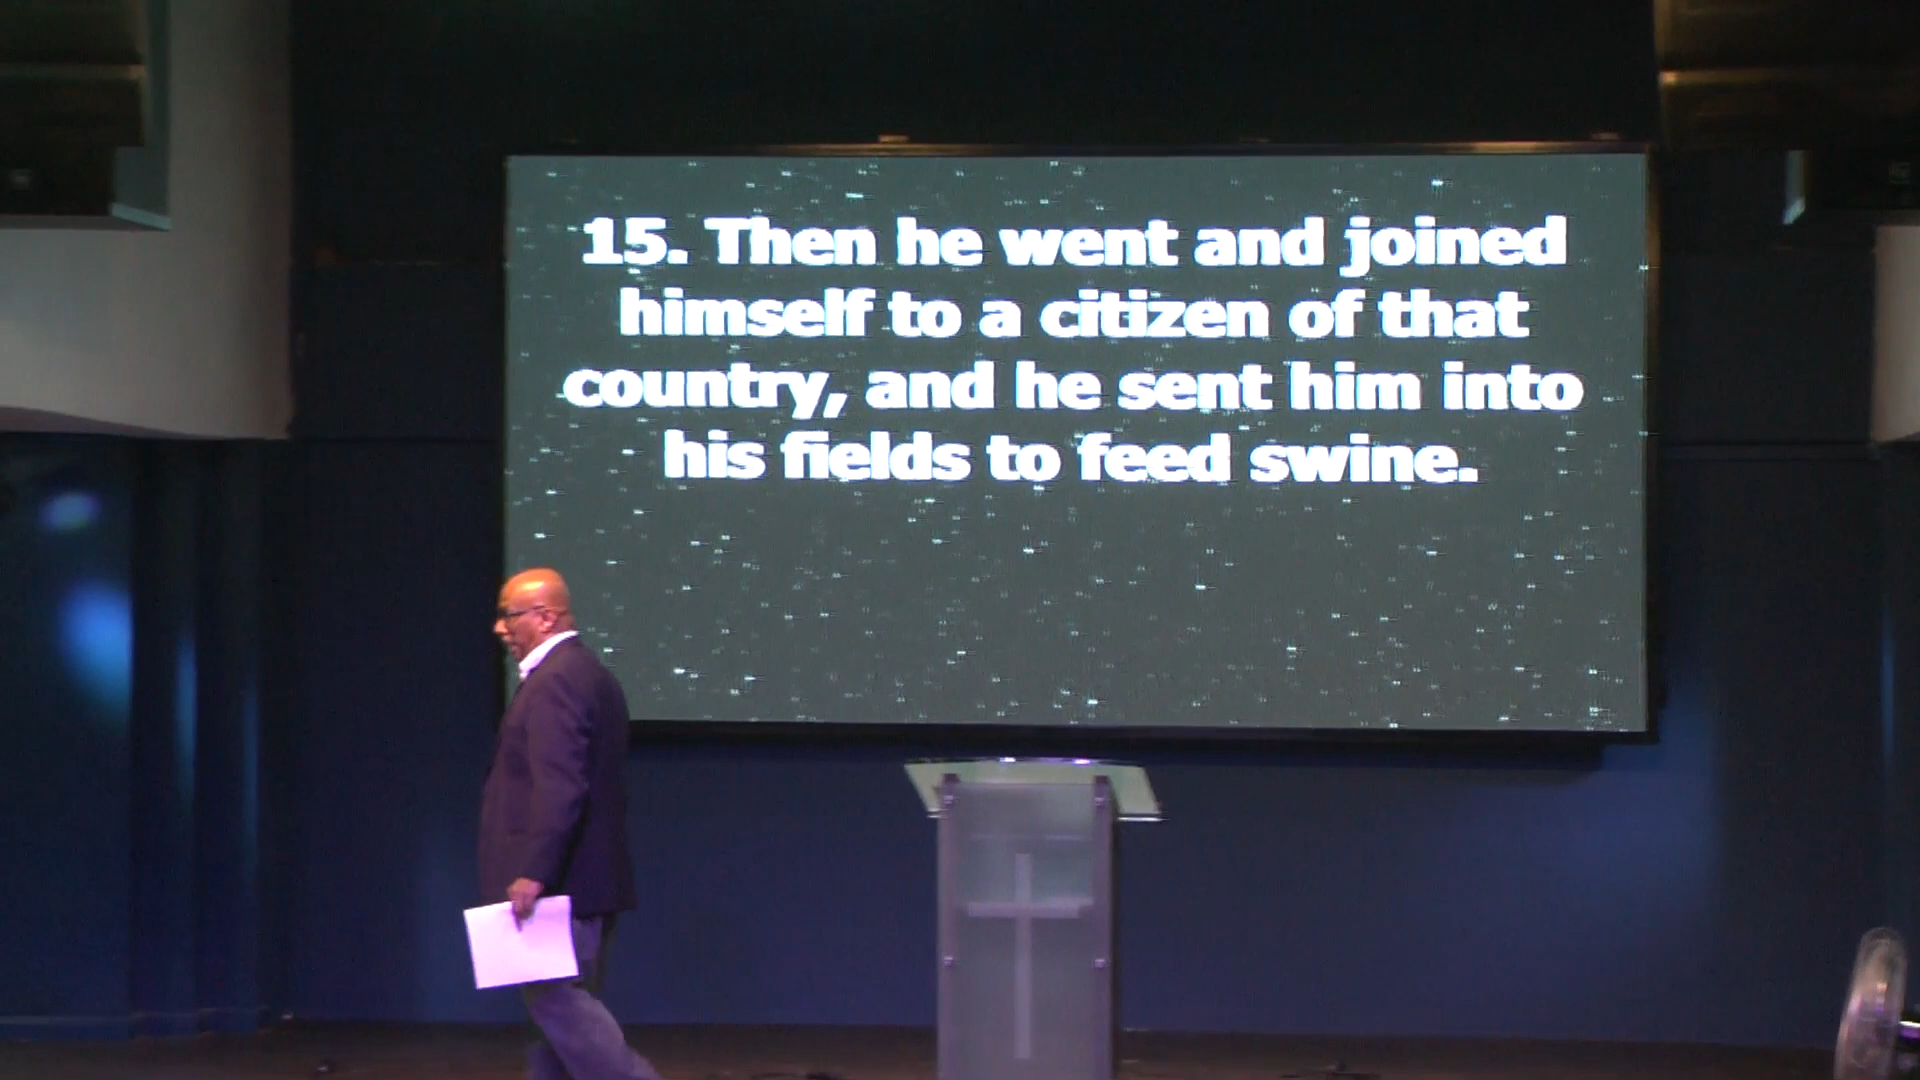 15. Then he went and joined
himself to a citizen of that
country, and he sent him into
his fields to feed swine.